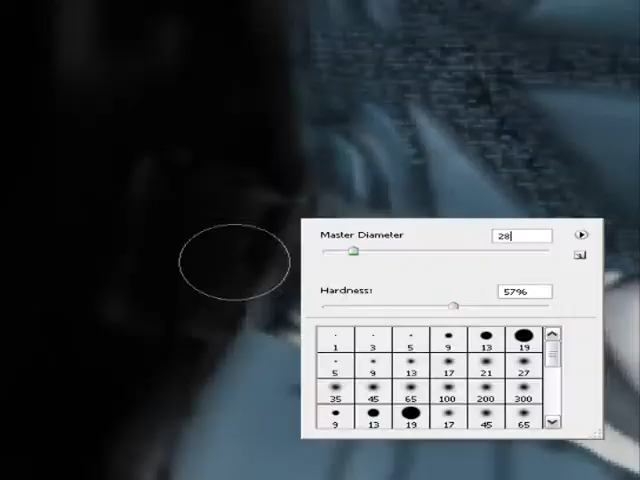 Master Diameter 28
Hardness: 57%
1 3 5 9 13 19
5 9 13 17 21 27
35 45 65 100 200 300
9 13 19 17 45 65